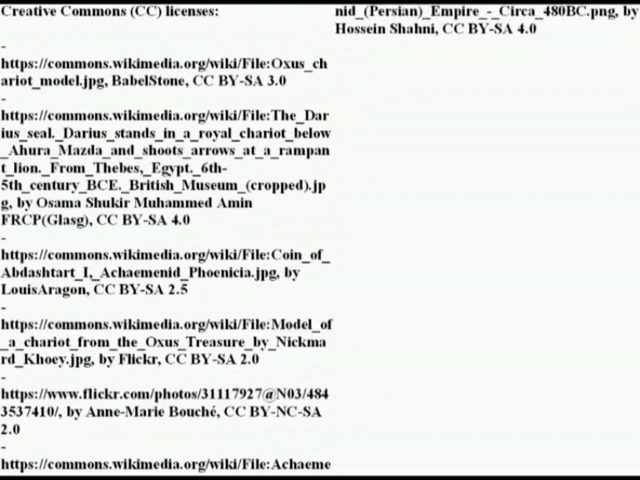 Creative Commons (CC) licenses:
-
https://commons.wikimedia.org/wiki/File:Oxus_ch
ariot_model.jpg, BabelStone, CC BY-SA 3.0
-
https://commons.wikimedia.org/wiki/File:The_Dar
ius_seal._Darius_stands_in_a_royal_chariot_below
_Ahura_Mazda_and_shoots_arrows_at_a_rampan
t_lion._From_Thebes,_Egypt._6th-
5th_century_BCE._British_Museum_(cropped).jp
g, by Osama Shukir Muhammed Amin
FRCP(Glasg), CC BY-SA 4.0
-
https://commons.wikimedia.org/wiki/File:Coin_of_
Abdashtart_I,_Achaemenid_Phoenicia.jpg, by
LouisAragon, CC BY-SA 2.5
-
https://commons.wikimedia.org/wiki/File:Model_of
_a_chariot_from_the_Oxus_Treasure_by_Nickma
rd_Khoey.jpg, by Flickr, CC BY-SA 2.0
-
https://www.flickr.com/photos/31117927@N03/484
3537410/, by Anne-Marie Bouché, CC BY-NC-SA
2.0
-
https://commons.wikimedia.org/wiki/File:Achaeme
nid_(Persian)_Empire_-_Circa_480BC.png, by
Hossein Shahni, CC BY-SA 4.0